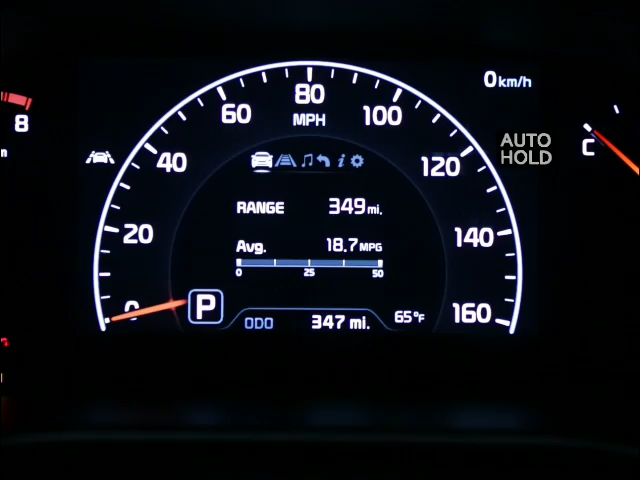 80
0 km/h
60
100
MPH
8
AUTO
HOLD
C
40
120
RANGE 349 mi.
20
140
Avg. 18.7 MPG
0 25 50
0
P
160
ODO 347 mi. 65°F